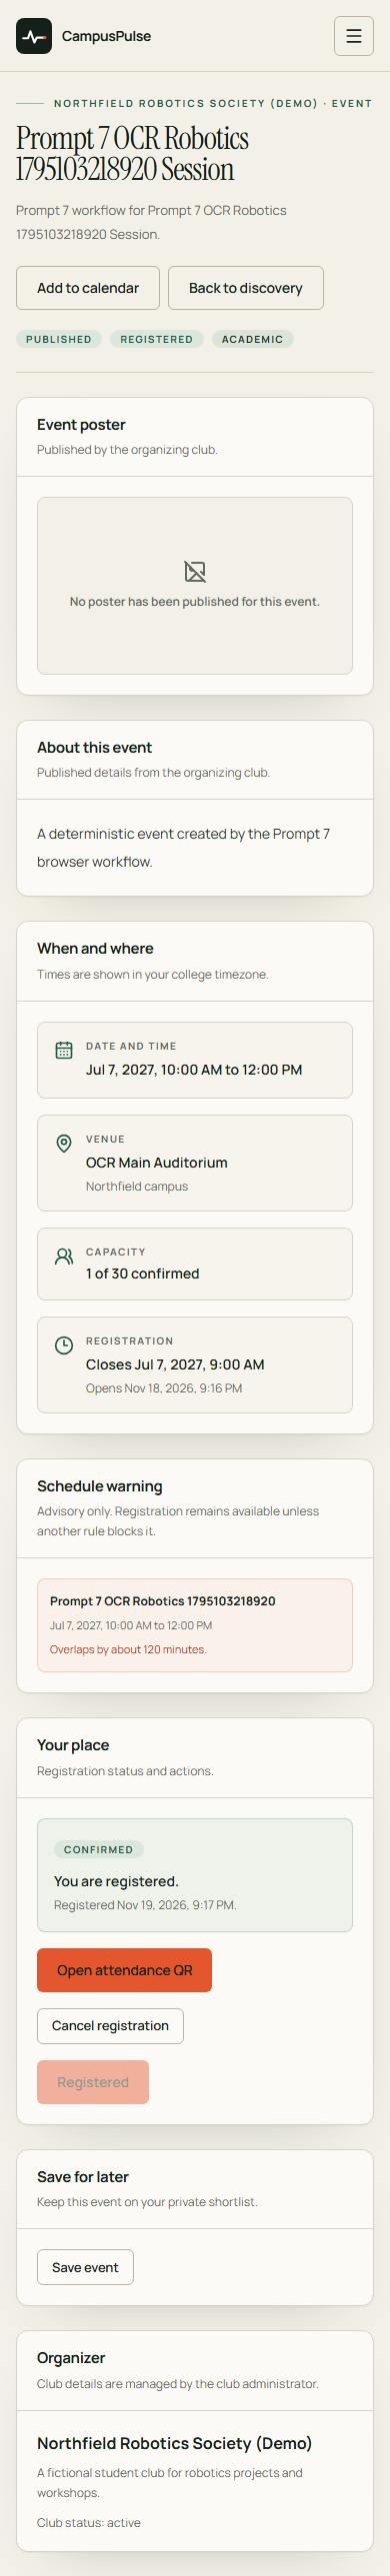 CampusPulse
NORTHFIELD ROBOTICS SOCIETY (DEMO) · EVENT
Prompt 7 OCR Robotics
1795103218920 Session
Prompt 7 workflow for Prompt 7 OCR Robotics
1795103218920 Session.
Add to calendar
Back to discovery
PUBLISHED
REGISTERED
ACADEMIC
Event poster
Published by the organizing club.
No poster has been published for this event.
About this event
Published details from the organizing club.
A deterministic event created by the Prompt 7
browser workflow.
When and where
Times are shown in your college timezone.
DATE AND TIME
Jul 7, 2027, 10:00 AM to 12:00 PM
VENUE
OCR Main Auditorium
Northfield campus
CAPACITY
1 of 30 confirmed
REGISTRATION
Closes Jul 7, 2027, 9:00 AM
Opens Nov 18, 2026, 9:16 PM
Schedule warning
Advisory only. Registration remains available unless
another rule blocks it.
Prompt 7 OCR Robotics 1795103218920
Jul 7, 2027, 10:00 AM to 12:00 PM
Overlaps by about 120 minutes.
Your place
Registration status and actions.
CONFIRMED
You are registered.
Registered Nov 19, 2026, 9:17 PM.
Open attendance QR
Cancel registration
Registered
Save for later
Keep this event on your private shortlist.
Save event
Organizer
Club details are managed by the club administrator.
Northfield Robotics Society (Demo)
A fictional student club for robotics projects and
workshops.
Club status: active